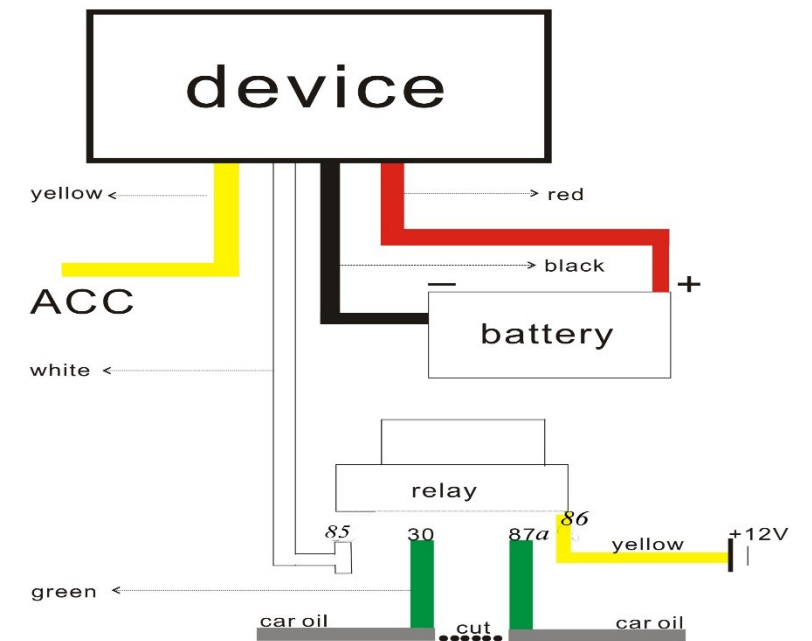 device
yellow
red
black
ACC
− +
battery
white
relay
85
30
87a
86
yellow
+12V
green
car oil
cut
car oil